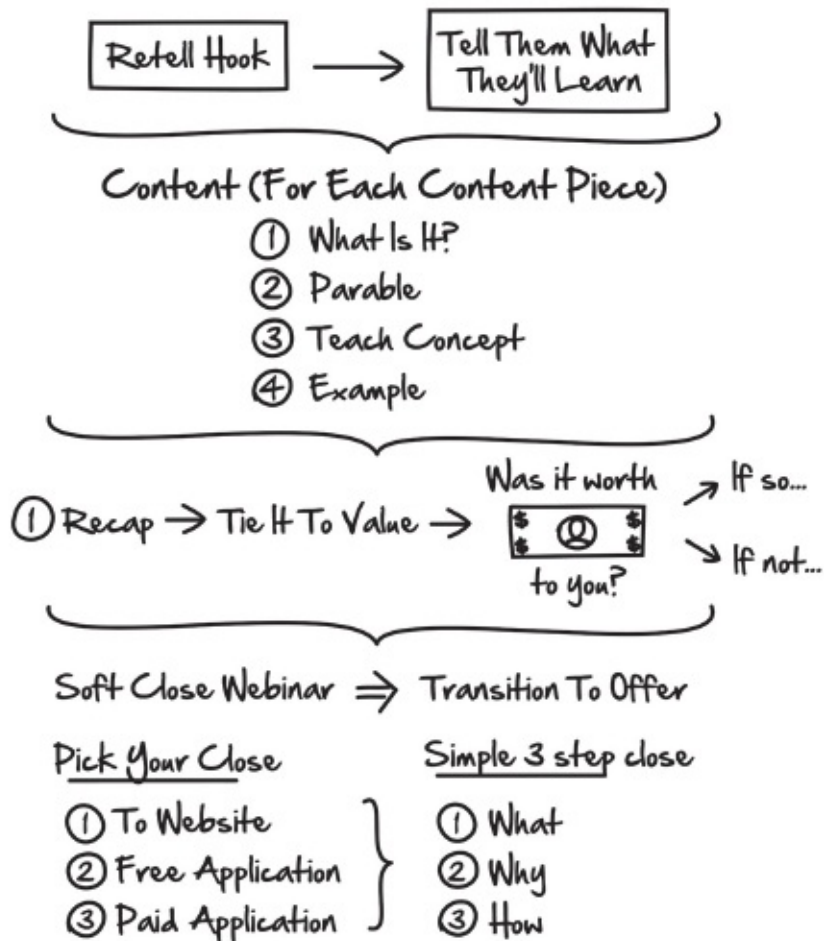 Retell Hook
Tell Them What
They'll Learn
Content (For Each Content Piece)
① What Is It?
② Parable
③ Teach Concept
④ Example
① Recap → Tie It To Value →
Was it worth
$ $
$ $
to you?
If so...
If not...
Soft Close Webinar ⇒ Transition To Offer
Pick Your Close
① To Website
② Free Application
③ Paid Application
Simple 3 step close
① What
② Why
③ How